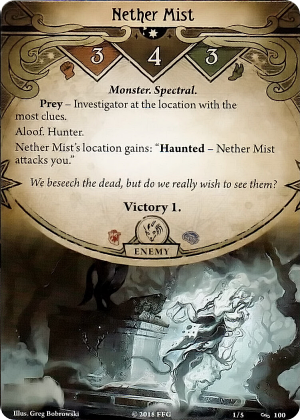 Nether Mist
3 4 3
Monster. Spectral.
Prey – Investigator at the location with the
most clues.
Aloof. Hunter.
Nether Mist's location gains: "Haunted – Nether Mist
attacks you."
We beseech the dead, but do we really wish to see them?
Victory 1.
ENEMY
Illus. Greg Bobrowski
© 2018 FFG
1/5
100